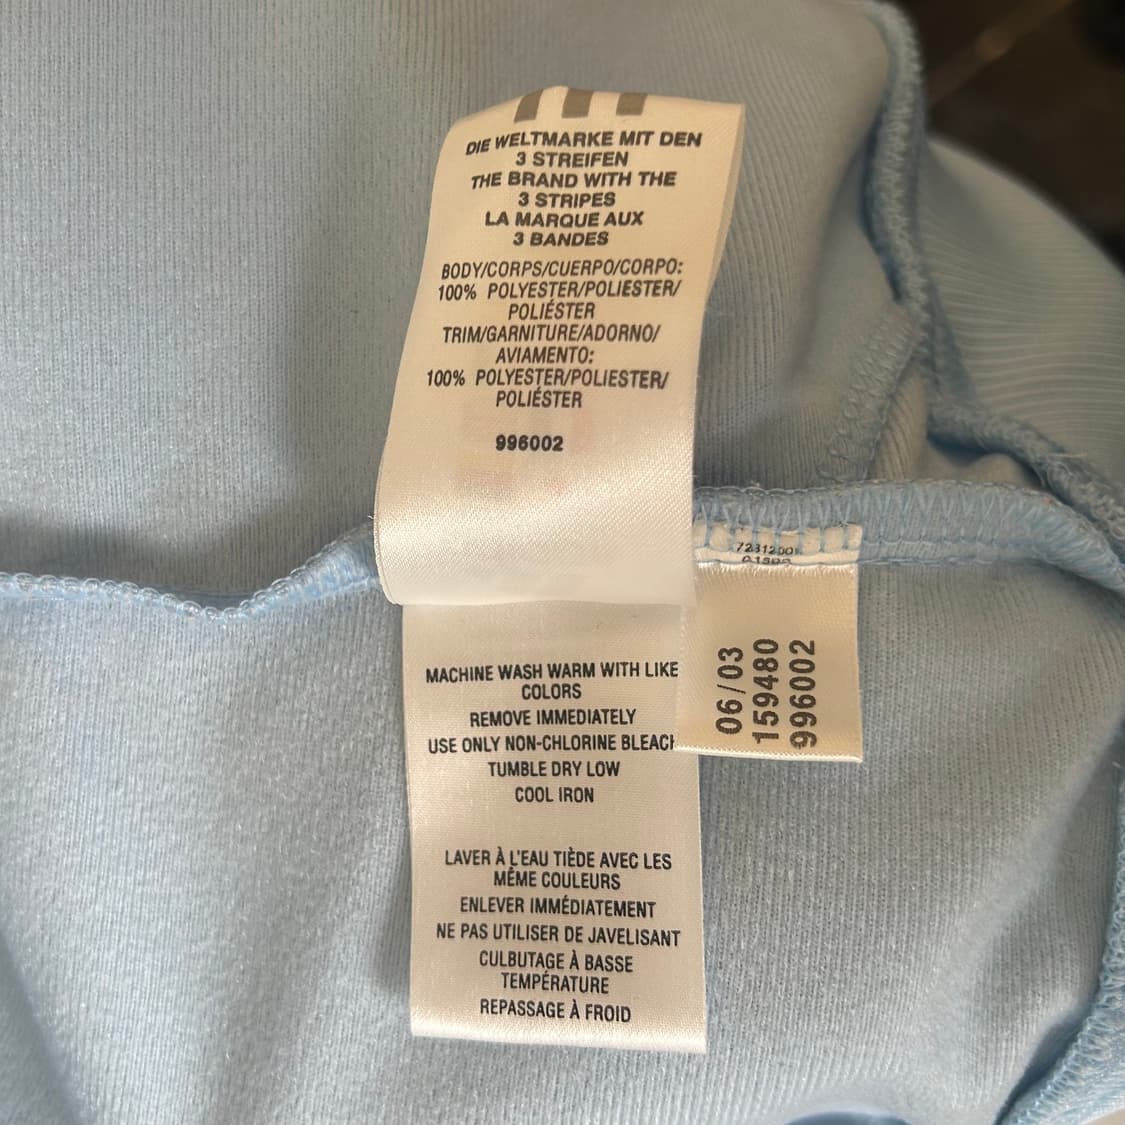 DIE WELTMARKE MIT DEN
3 STREIFEN
THE BRAND WITH THE
3 STRIPES
LA MARQUE AUX
3 BANDES
BODY/CORPS/CUERPO/CORPO:
100% POLYESTER/POLIESTER/
POLIÉSTER
TRIM/GARNITURE/ADORNO/
AVIAMENTO:
100% POLYESTER/POLIESTER/
POLIÉSTER
996002
06/03
159480
996002
MACHINE WASH WARM WITH LIKE
COLORS
REMOVE IMMEDIATELY
USE ONLY NON-CHLORINE BLEACH
TUMBLE DRY LOW
COOL IRON
LAVER À L'EAU TIÈDE AVEC LES
MÊME COULEURS
ENLEVER IMMÉDIATEMENT
NE PAS UTILISER DE JAVELISANT
CULBUTAGE À BASSE
TEMPÉRATURE
REPASSAGE À FROID